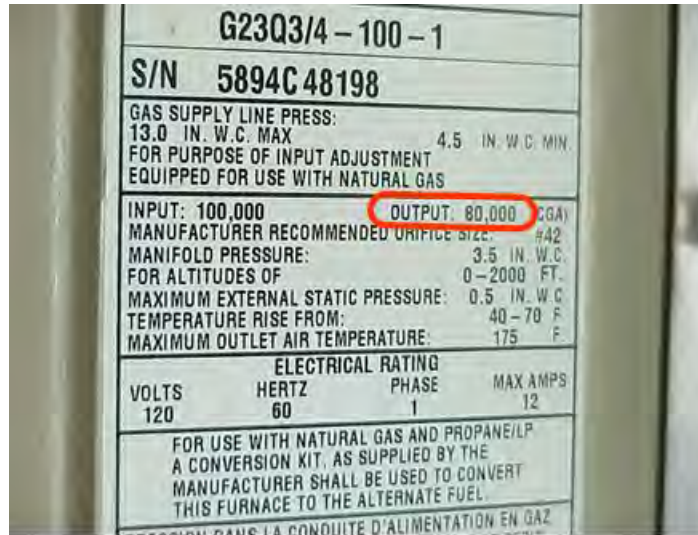 G23Q3/4-100-1
S/N 5894C48198
GAS SUPPLY LINE PRESS:
13.0 IN. W.C. MAX 4.5 IN. W.C. MIN.
FOR PURPOSE OF INPUT ADJUSTMENT
EQUIPPED FOR USE WITH NATURAL GAS
INPUT: 100,000 OUTPUT: 80,000 CGA)
MANUFACTURER RECOMMENDED ORIFICE SIZE: #42
MANIFOLD PRESSURE: 3.5 IN. W.C.
FOR ALTITUDES OF 0-2000 FT.
MAXIMUM EXTERNAL STATIC PRESSURE: 0.5 IN. W.C
TEMPERATURE RISE FROM: 40-70 F
MAXIMUM OUTLET AIR TEMPERATURE: 175 F
ELECTRICAL RATING
VOLTS HERTZ PHASE MAX AMPS
120 60 1 12
FOR USE WITH NATURAL GAS AND PROPANE/LP
A CONVERSION KIT, AS SUPPLIED BY THE
MANUFACTURER SHALL BE USED TO CONVERT
THIS FURNACE TO THE ALTERNATE FUEL.
DANS LA CONDUITE D'ALIMENTATION EN GAZ